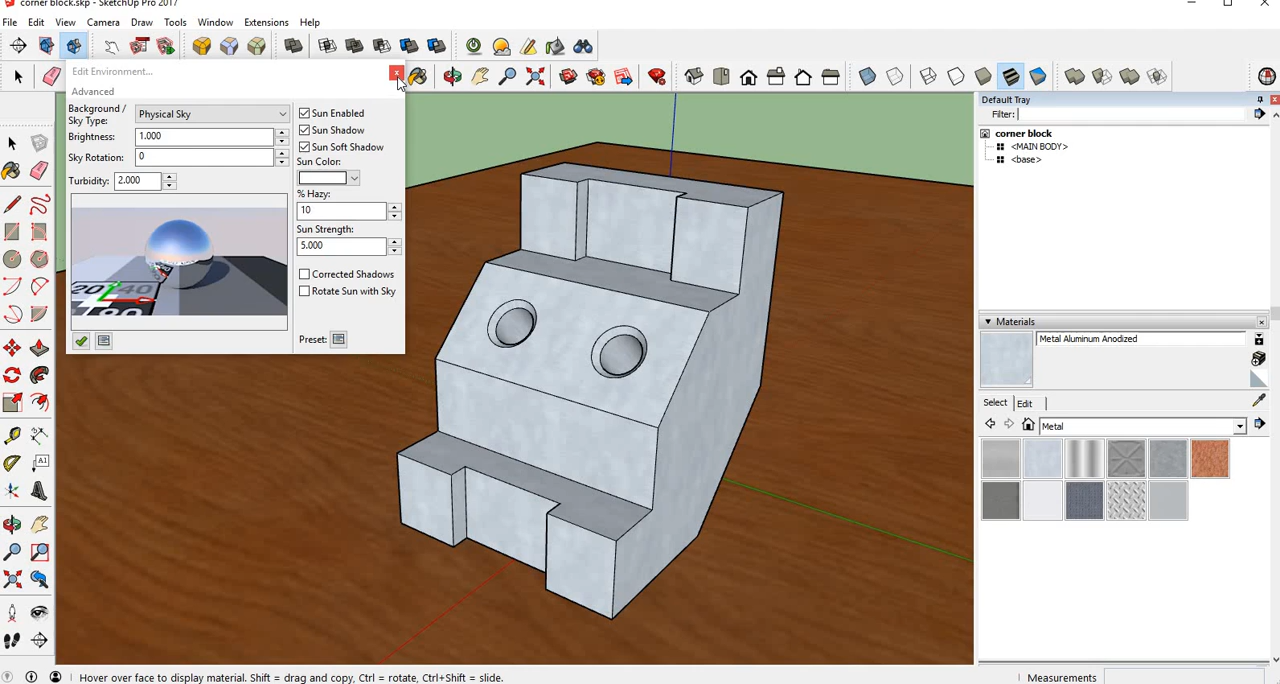 corner block.skp - SketchUp Pro 2017
File Edit View Camera Draw Tools Window Extensions Help
Edit Environment...
Advanced
Background / Sky Type: Physical Sky
Brightness: 1.000
Sky Rotation: 0
Turbidity: 2.000
Sun Enabled
Sun Shadow
Sun Soft Shadow
Sun Color:
% Hazy:
10
Sun Strength:
5.000
Corrected Shadows
Rotate Sun with Sky
Preset:
Default Tray
Filter:
corner block
<MAIN BODY>
<base>
Materials
Metal Aluminum Anodized
Select Edit
Metal
A1
Hover over face to display material. Shift = drag and copy, Ctrl = rotate, Ctrl+Shift = slide.
Measurements